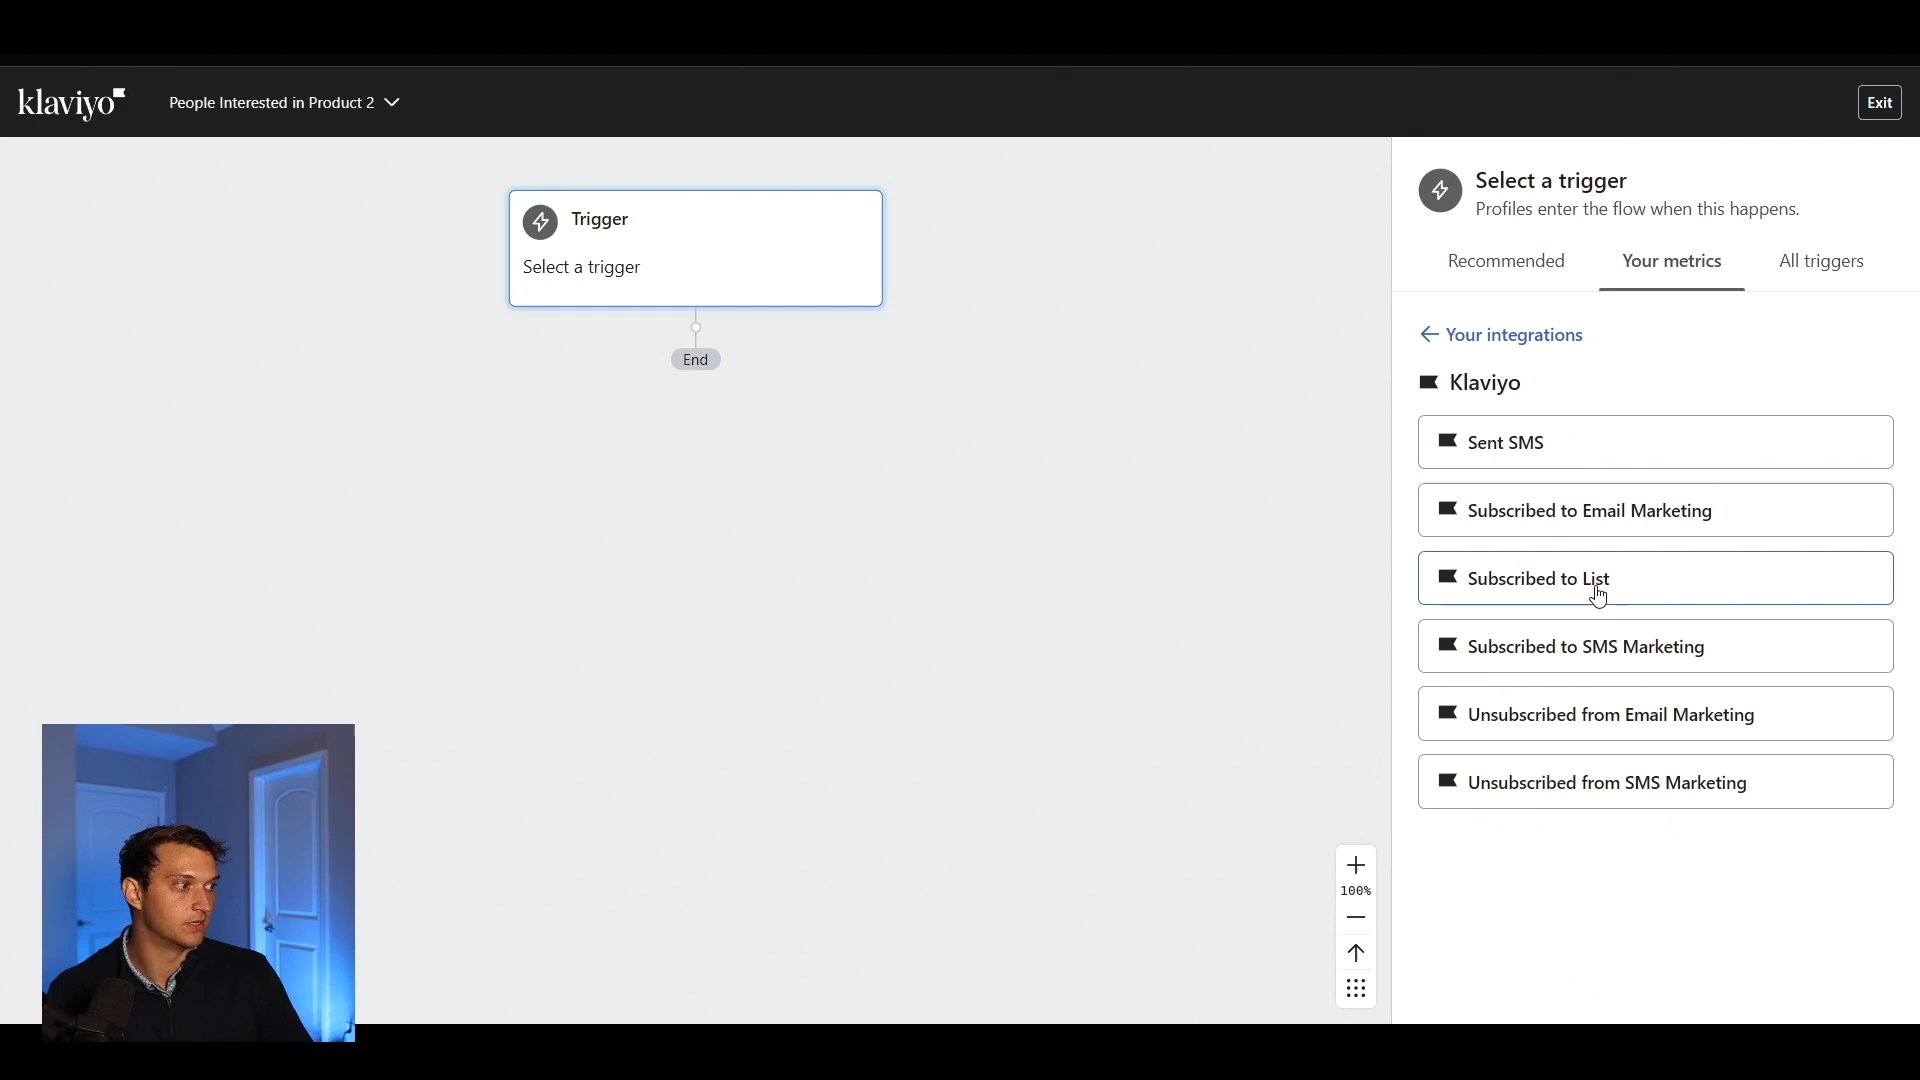 klaviyo
People Interested in Product 2
Exit
Trigger
Select a trigger
End
Select a trigger
Profiles enter the flow when this happens.
Recommended
Your metrics
All triggers
Your integrations
Klaviyo
Sent SMS
Subscribed to Email Marketing
Subscribed to List
Subscribed to SMS Marketing
Unsubscribed from Email Marketing
Unsubscribed from SMS Marketing
100%